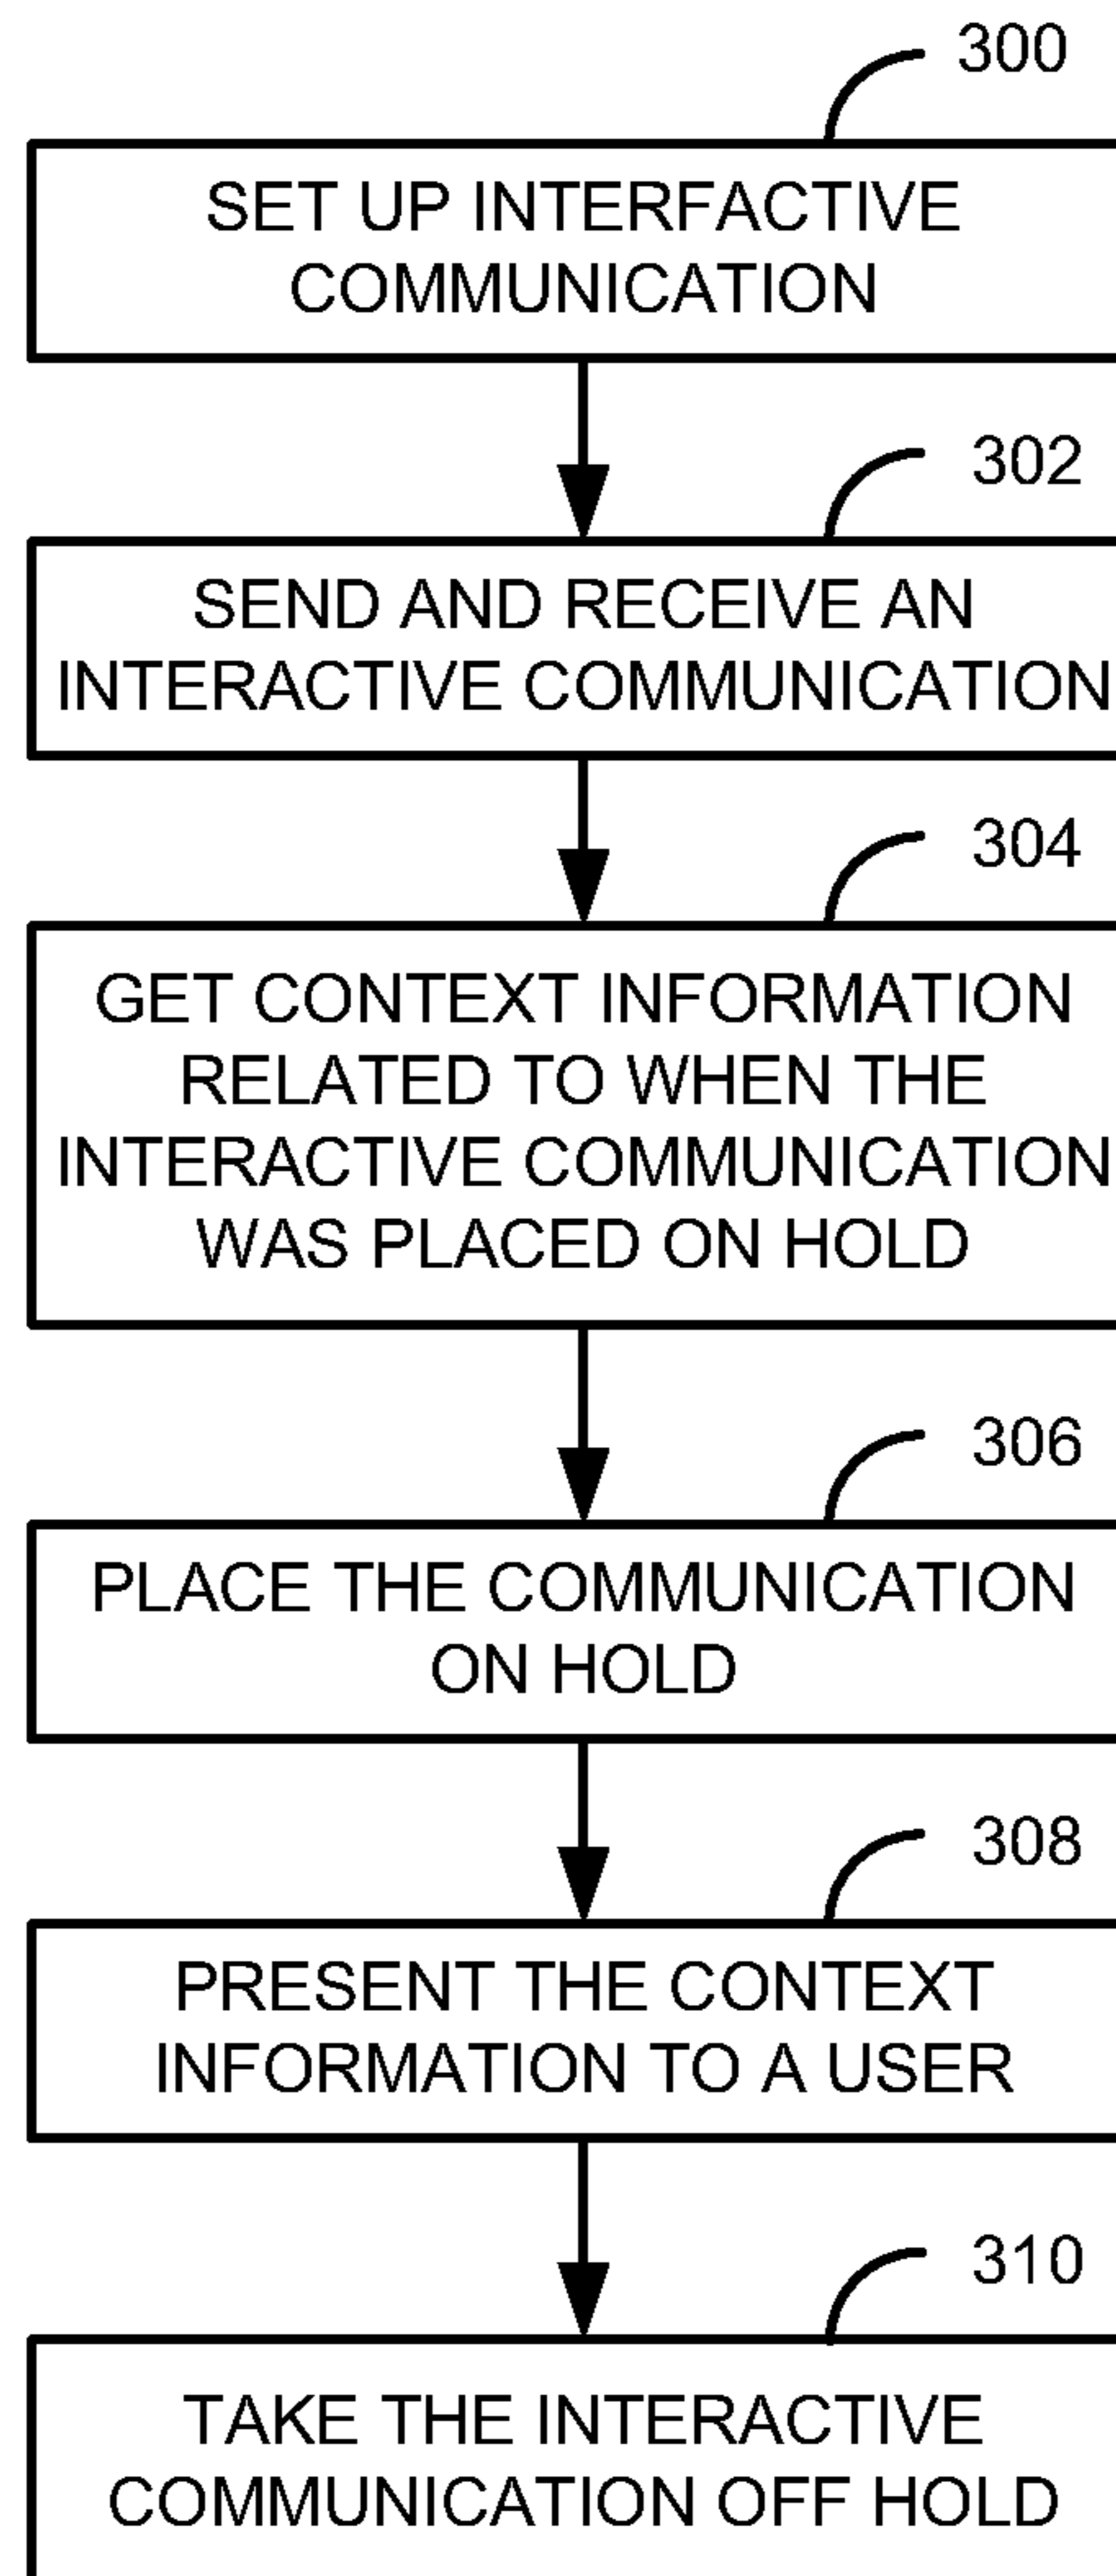 300
SET UP INTERFACTIVE
COMMUNICATION
302
SEND AND RECEIVE AN
INTERACTIVE COMMUNICATION
304
GET CONTEXT INFORMATION
RELATED TO WHEN THE
INTERACTIVE COMMUNICATION
WAS PLACED ON HOLD
306
PLACE THE COMMUNICATION
ON HOLD
308
PRESENT THE CONTEXT
INFORMATION TO A USER
310
TAKE THE INTERACTIVE
COMMUNICATION OFF HOLD